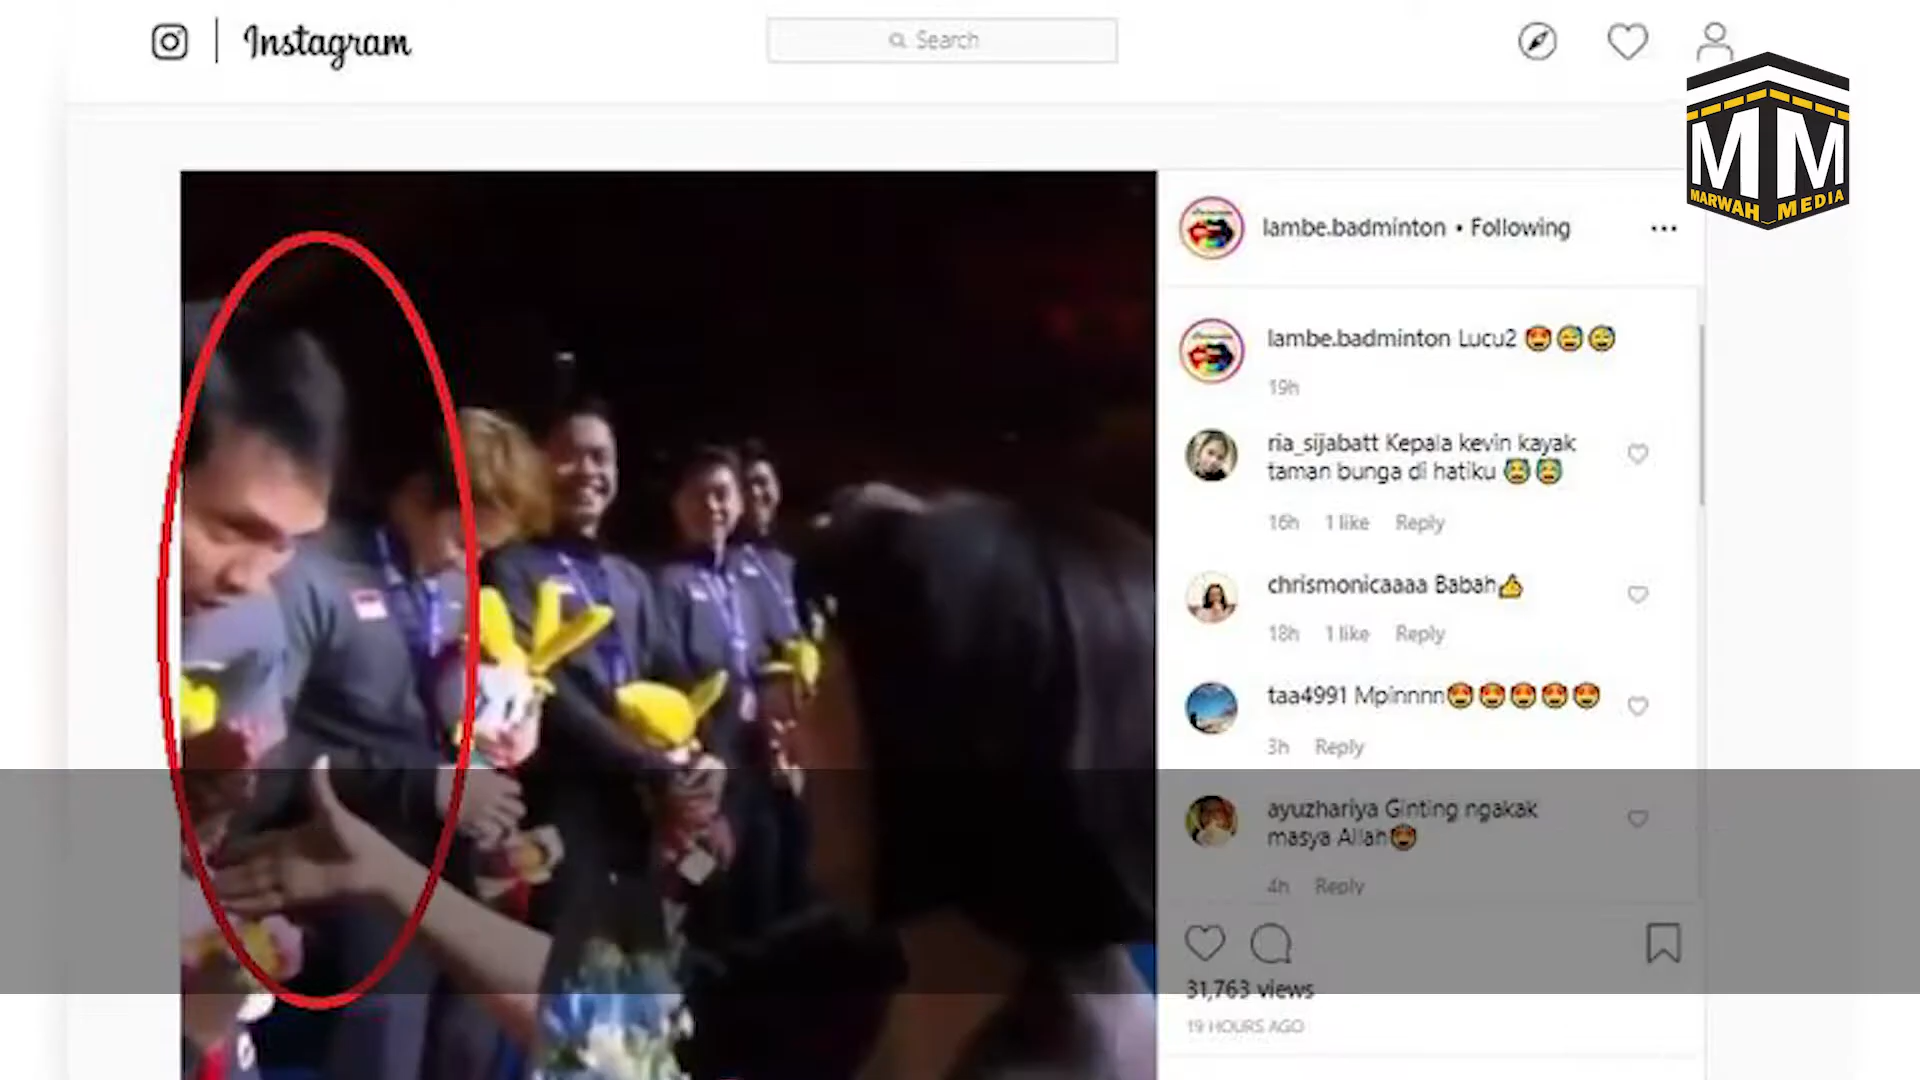 Instagram
Search
MM
MARWAH MEDIA
lambe.badminton • Following
lambe.badminton Lucu2 🤩😅😅
19h
ria_sijabatt Kepala kevin kayak
taman bunga di hatiku 😨😨
16h 1 like Reply
chrismonicaaaa Babah👍
18h 1 like Reply
taa4991 Mpinnnn😍😍😍😍😍
3h Reply
ayuzhariya Ginting ngakak
masya Allah😍
4h Reply
31,763 views
19 HOURS AGO